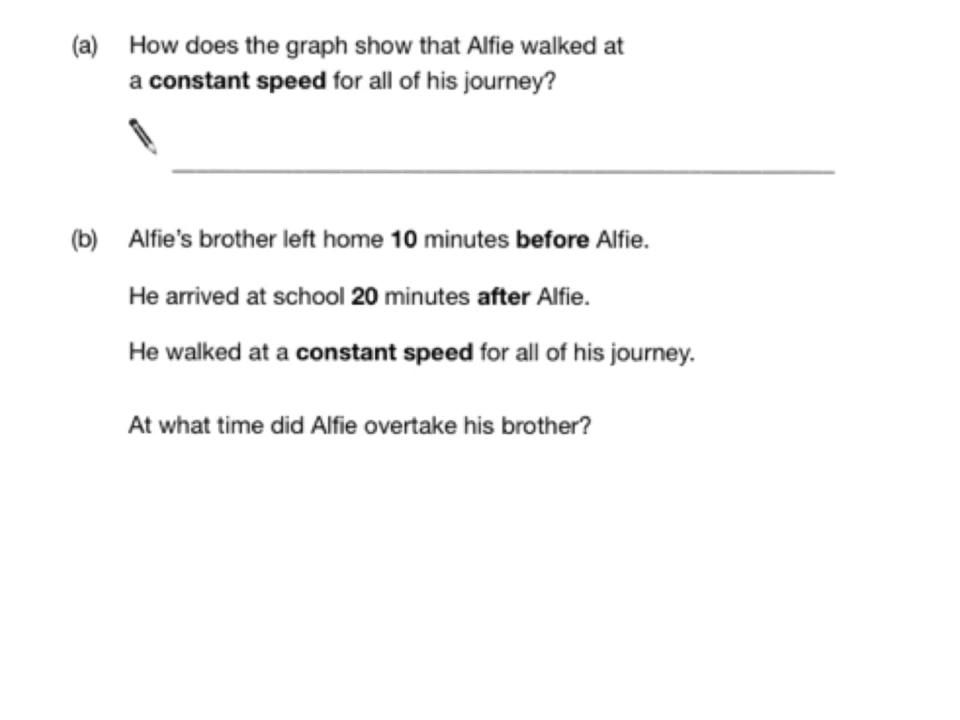 (a) How does the graph show that Alfie walked at
a constant speed for all of his journey?
(b) Alfie's brother left home 10 minutes before Alfie.
He arrived at school 20 minutes after Alfie.
He walked at a constant speed for all of his journey.
At what time did Alfie overtake his brother?